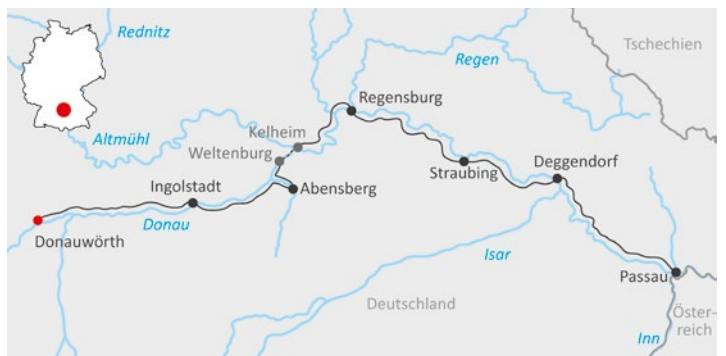 Rednitz
Tschechien
Regen
Regensburg
Altmühl
Kelheim
Weltenburg
Straubing
Deggendorf
Ingolstadt
Abensberg
Donau
Donauwörth
Isar
Passau
Deutschland
Öster-
reich
Inn